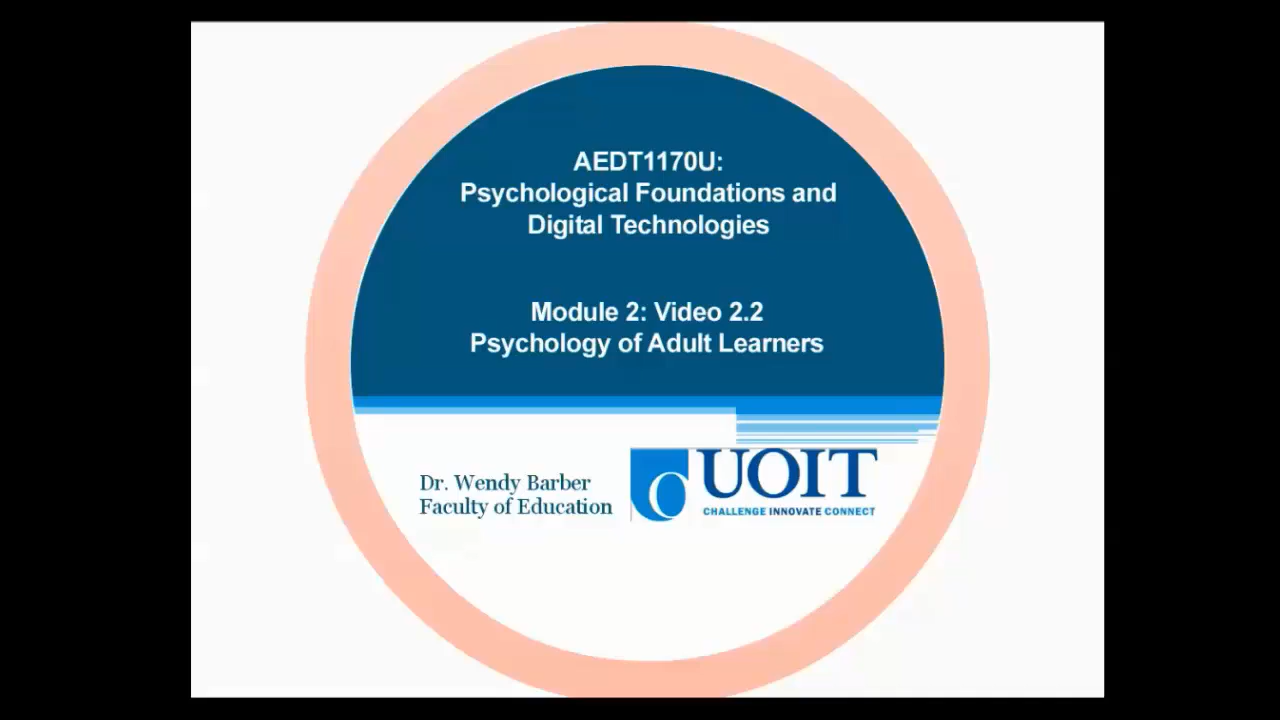 AEDT1170U:
Psychological Foundations and
Digital Technologies
Module 2: Video 2.2
Psychology of Adult Learners
Dr. Wendy Barber
Faculty of Education
UOIT
CHALLENGE INNOVATE CONNECT